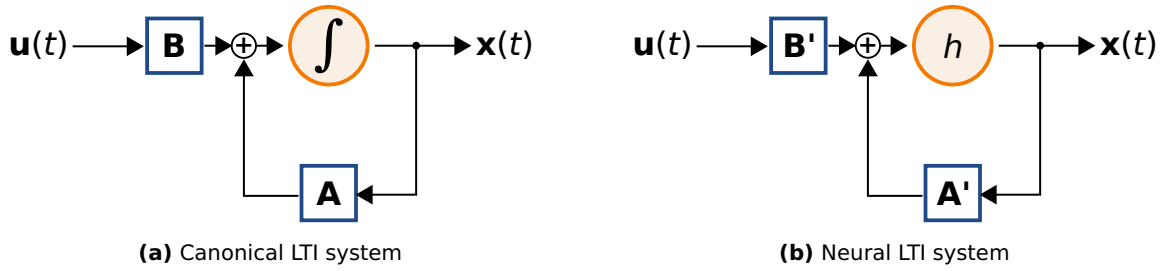 u(t) B + ∫ x(t)
A
(a) Canonical LTI system
u(t) B' + h x(t)
A'
(b) Neural LTI system